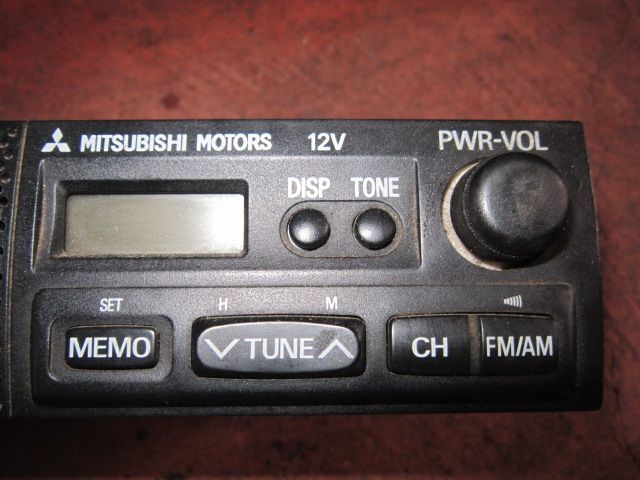 MITSUBISHI MOTORS 12V PWR-VOL
DISP TONE
SET H M
MEMO TUNE CH FM/AM